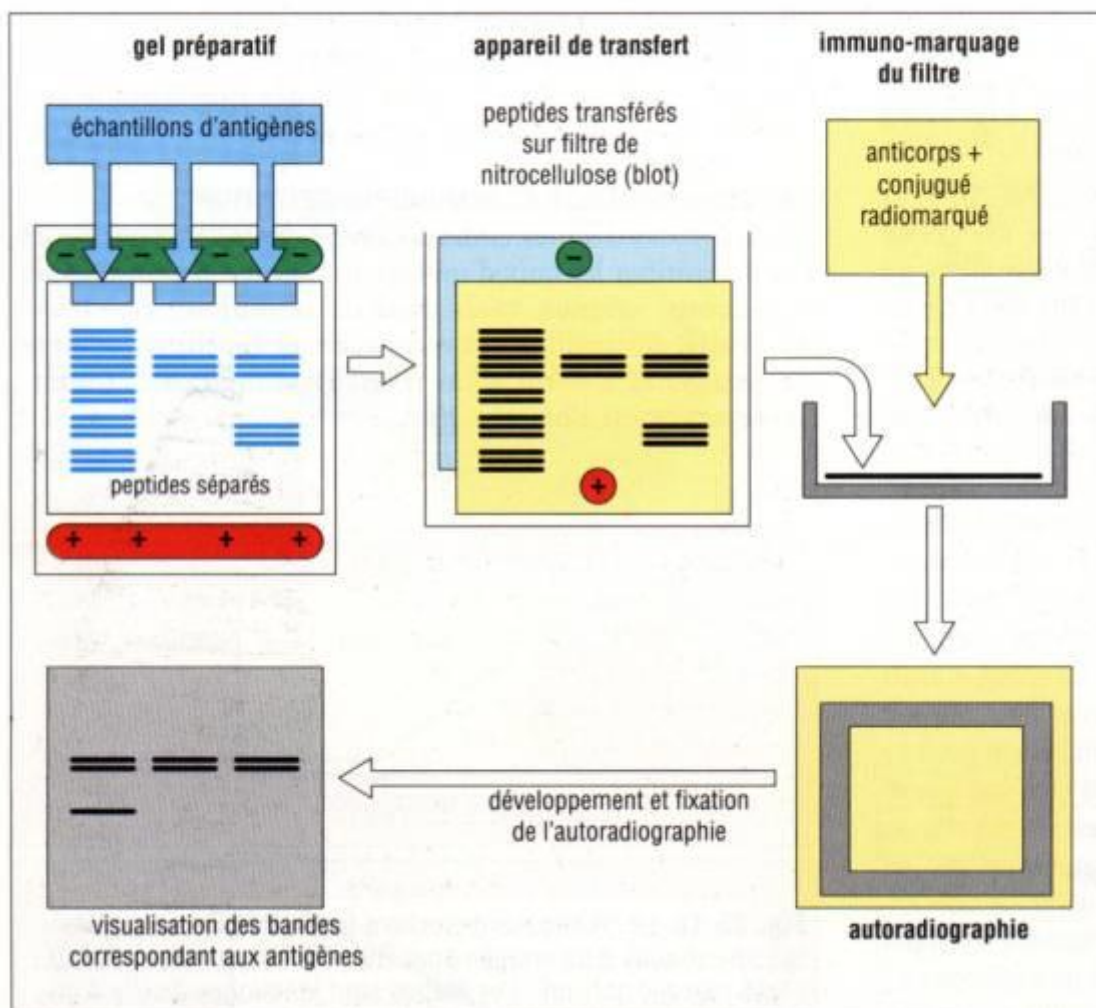 gel préparatif
échantillons d'antigènes
- - - -
peptides séparés
+ + + +
appareil de transfert
peptides transférés
sur filtre de
nitrocellulose (blot)
-
+
immuno-marquage
du filtre
anticorps +
conjugué
radiomarqué
autoradiographie
développement et fixation
de l'autoradiographie
visualisation des bandes
correspondant aux antigènes